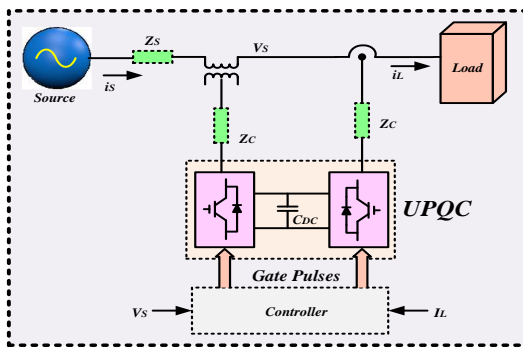 ZS
VS
iS
iL
Load
Source
ZC
ZC
CDC
UPQC
Gate Pulses
VS
Controller
IL